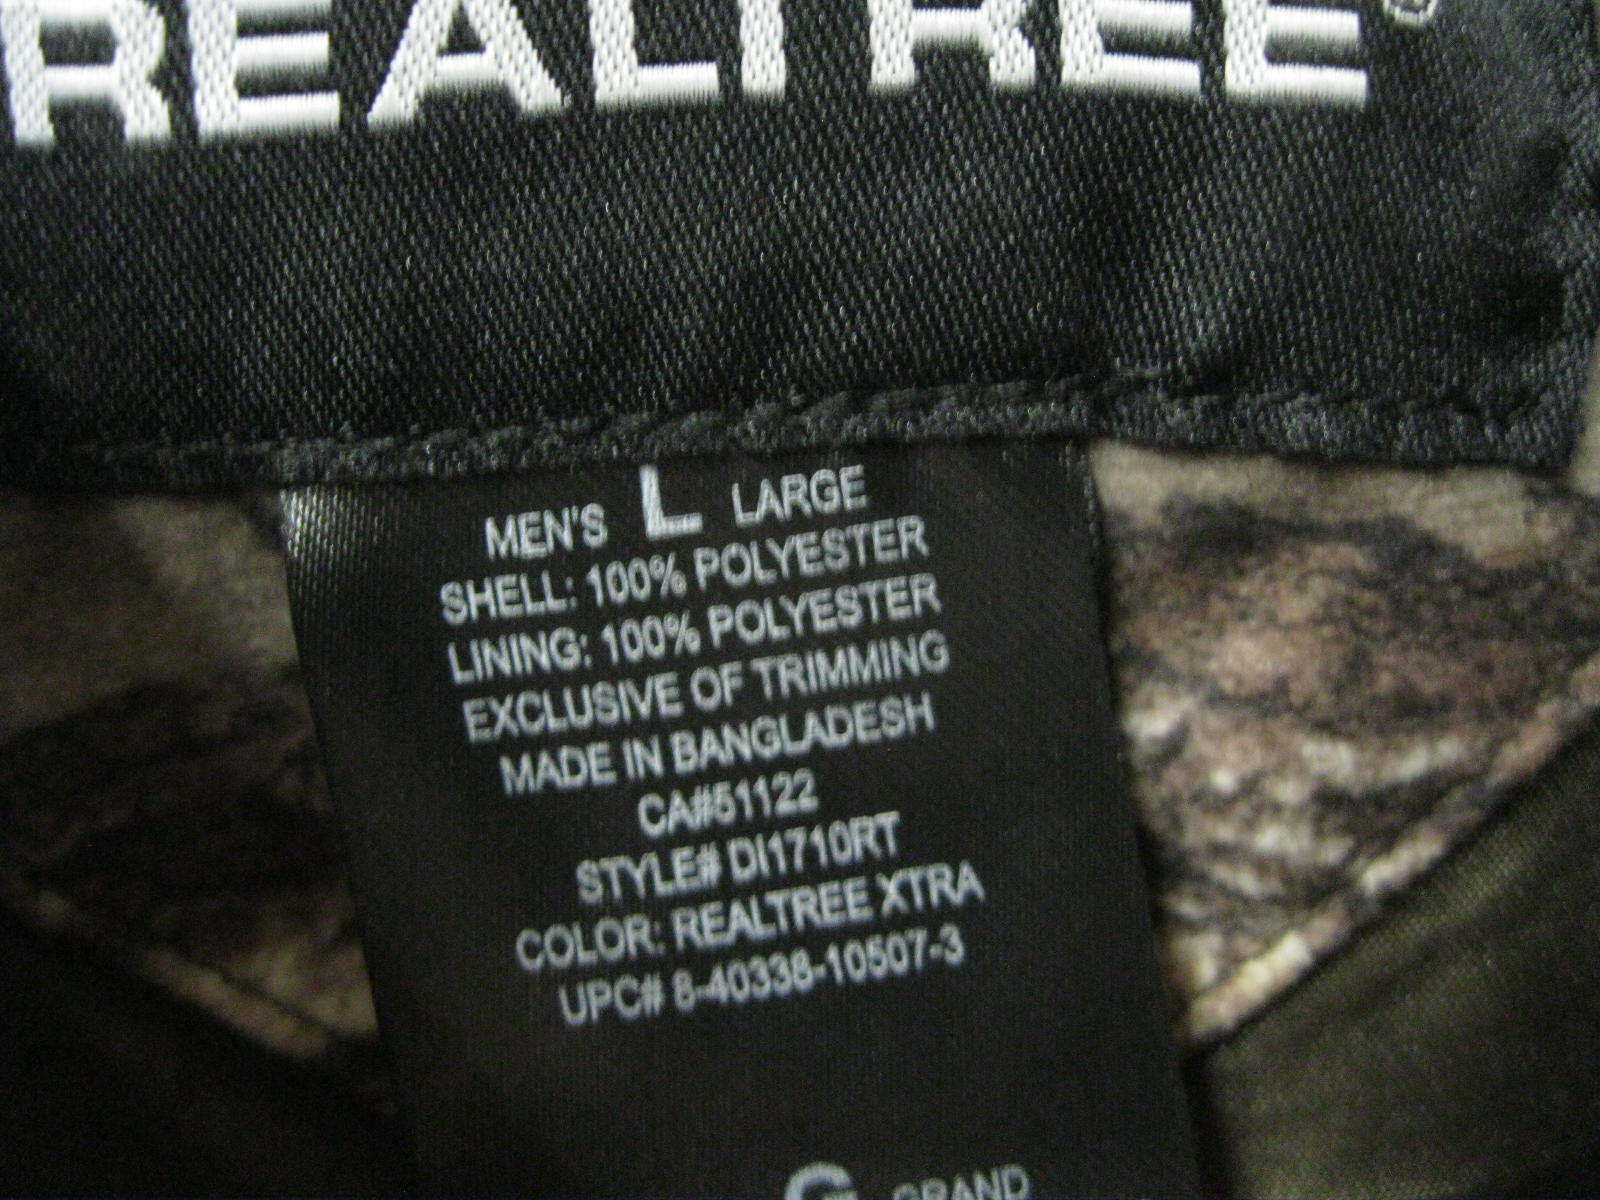 REALTREE
MEN'S L LARGE
SHELL: 100% POLYESTER
LINING: 100% POLYESTER
EXCLUSIVE OF TRIMMING
MADE IN BANGLADESH
CA#51122
STYLE# DI1710RT
COLOR: REALTREE XTRA
UPC# 8-40338-10507-3
G GRAND